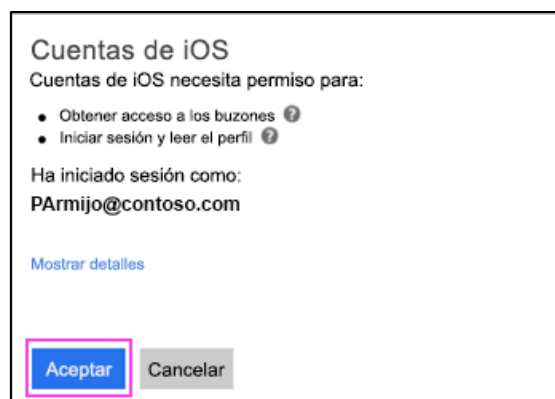 Cuentas de iOS
Cuentas de iOS necesita permiso para:
• Obtener acceso a los buzones ?
• Iniciar sesión y leer el perfil ?
Ha iniciado sesión como:
PArmijo@contoso.com
Mostrar detalles
Aceptar Cancelar